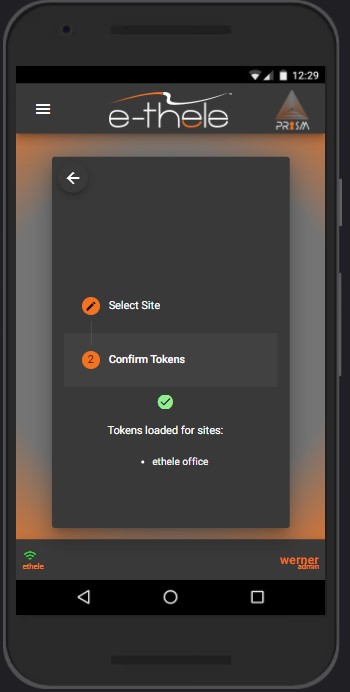 12:29
e-thele
PRISM
Select Site
2 Confirm Tokens
Tokens loaded for sites:
• ethele office
ethele
werner
admin